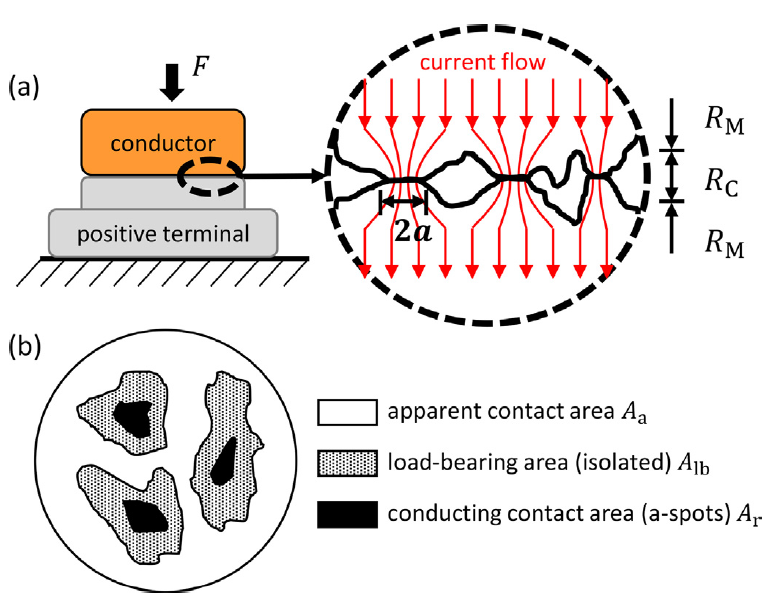 (a)
F
conductor
positive terminal
current flow
2a
R_M
R_C
R_M
(b)
apparent contact area A_a
load-bearing area (isolated) A_lb
conducting contact area (a-spots) A_r